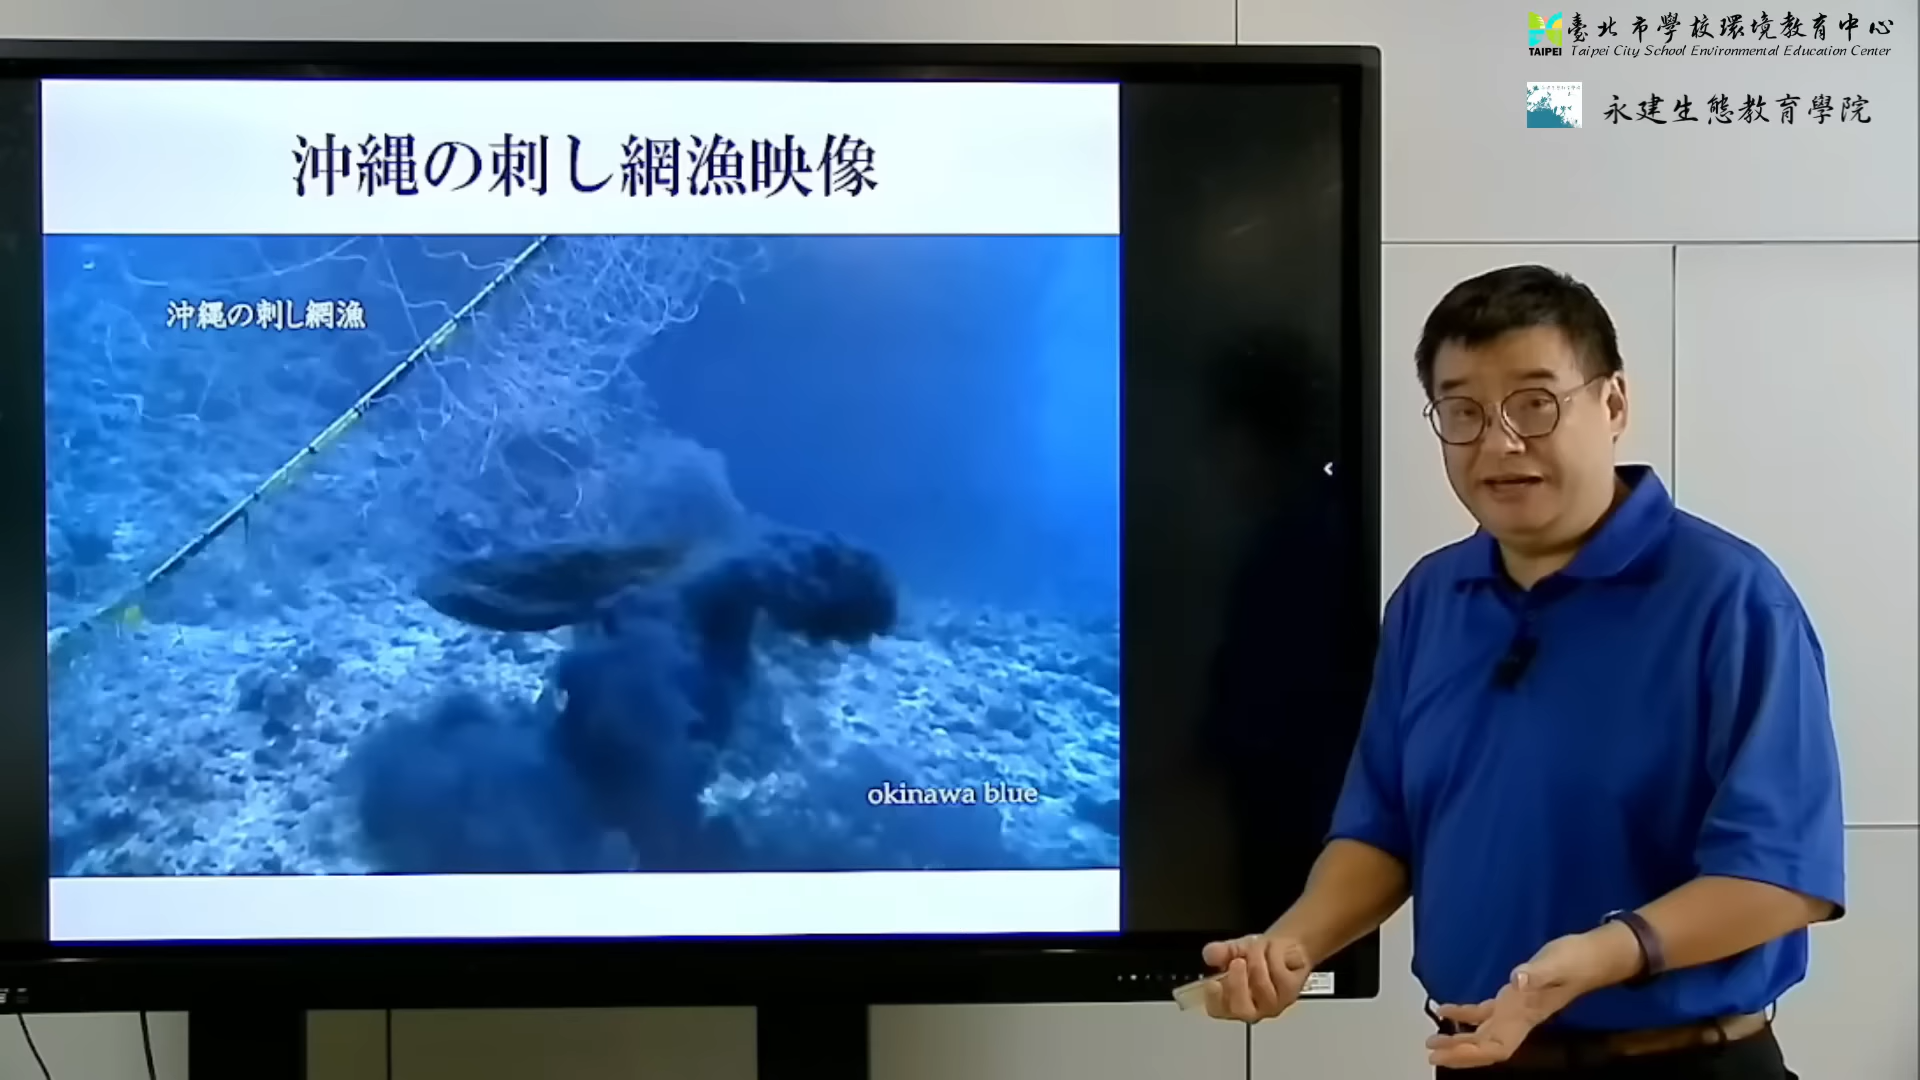 臺北市學校環境教育中心
TAIPEI
Taipei City School Environmental Education Center
永建生態教育學院
沖縄の刺し網漁映像
沖縄の刺し網漁
okinawa blue